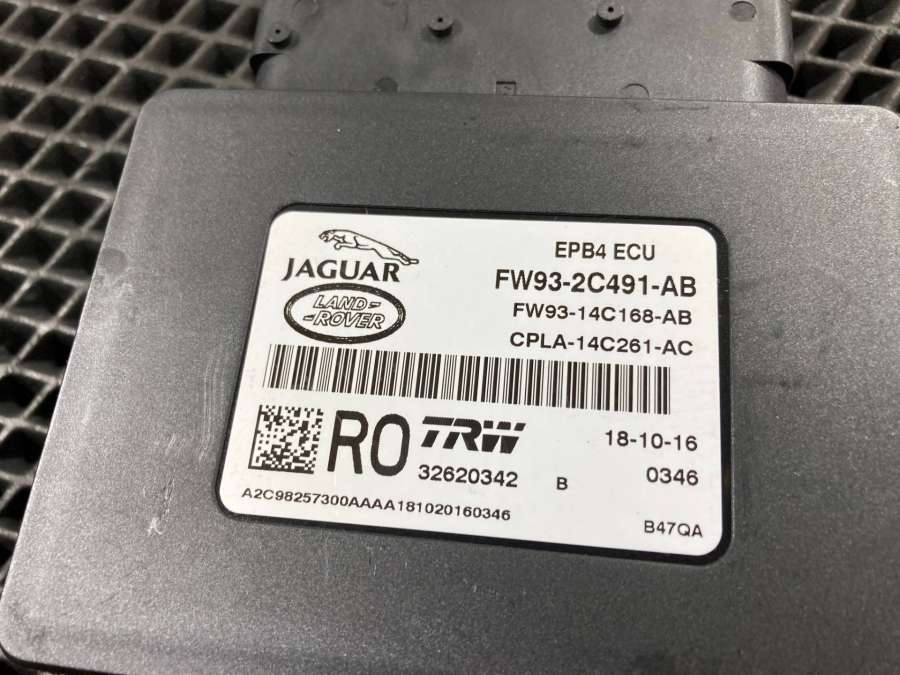 EPB4 ECU
JAGUAR
FW93-2C491-AB
LAND-
-ROVER
FW93-14C168-AB
CPLA-14C261-AC
RO TRW 18-10-16
32620342 B 0346
A2C98257300AAAA181020160346
B47QA